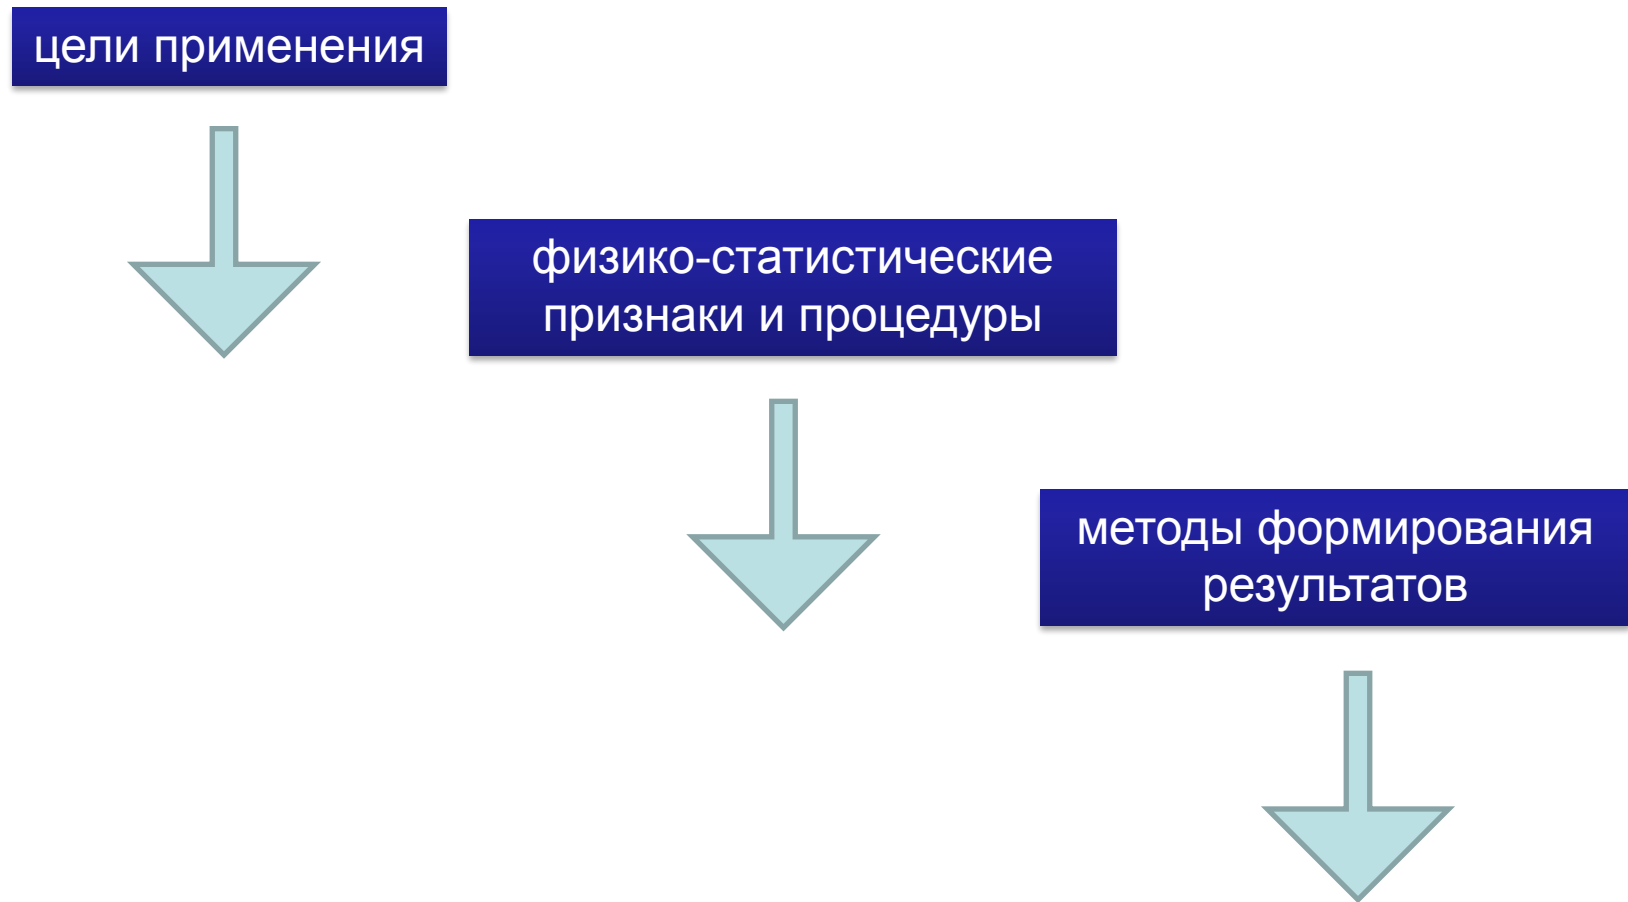 цели применения
физико-статистические
признаки и процедуры
методы формирования
результатов